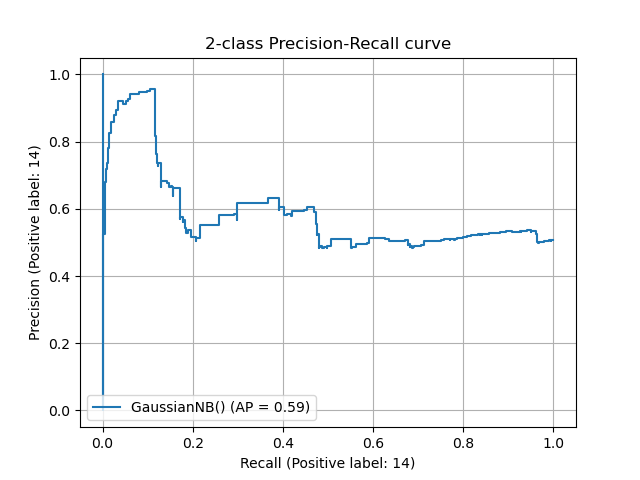 2-class Precision-Recall curve
1.0
0.8
0.6
0.4
0.2
0.0
Precision (Positive label: 14)
GaussianNB() (AP = 0.59)
0.0 0.2 0.4 0.6 0.8 1.0
Recall (Positive label: 14)